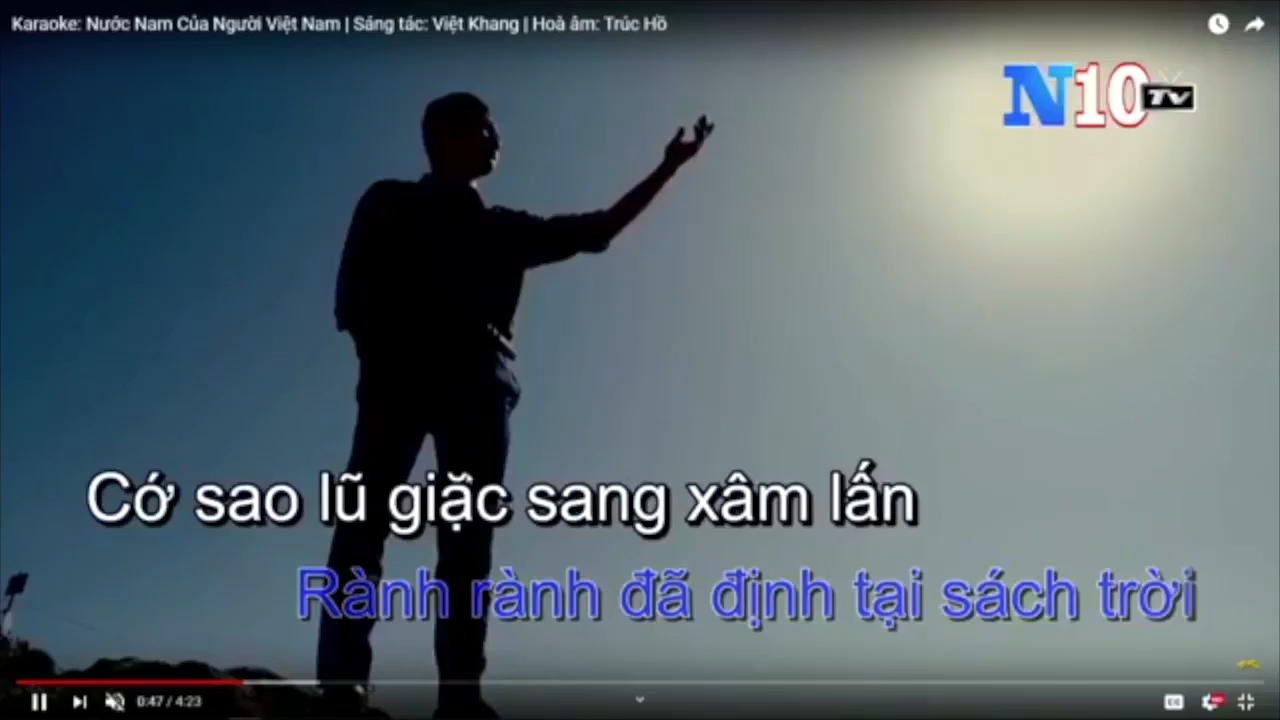 Karaoke: Nước Nam Của Người Việt Nam | Sáng tác: Việt Khang | Hoà âm: Trúc Hồ
N10 TV
Cớ sao lũ giặc sang xâm lấn
Rành rành đã định tại sách trời
0:47 / 4:23